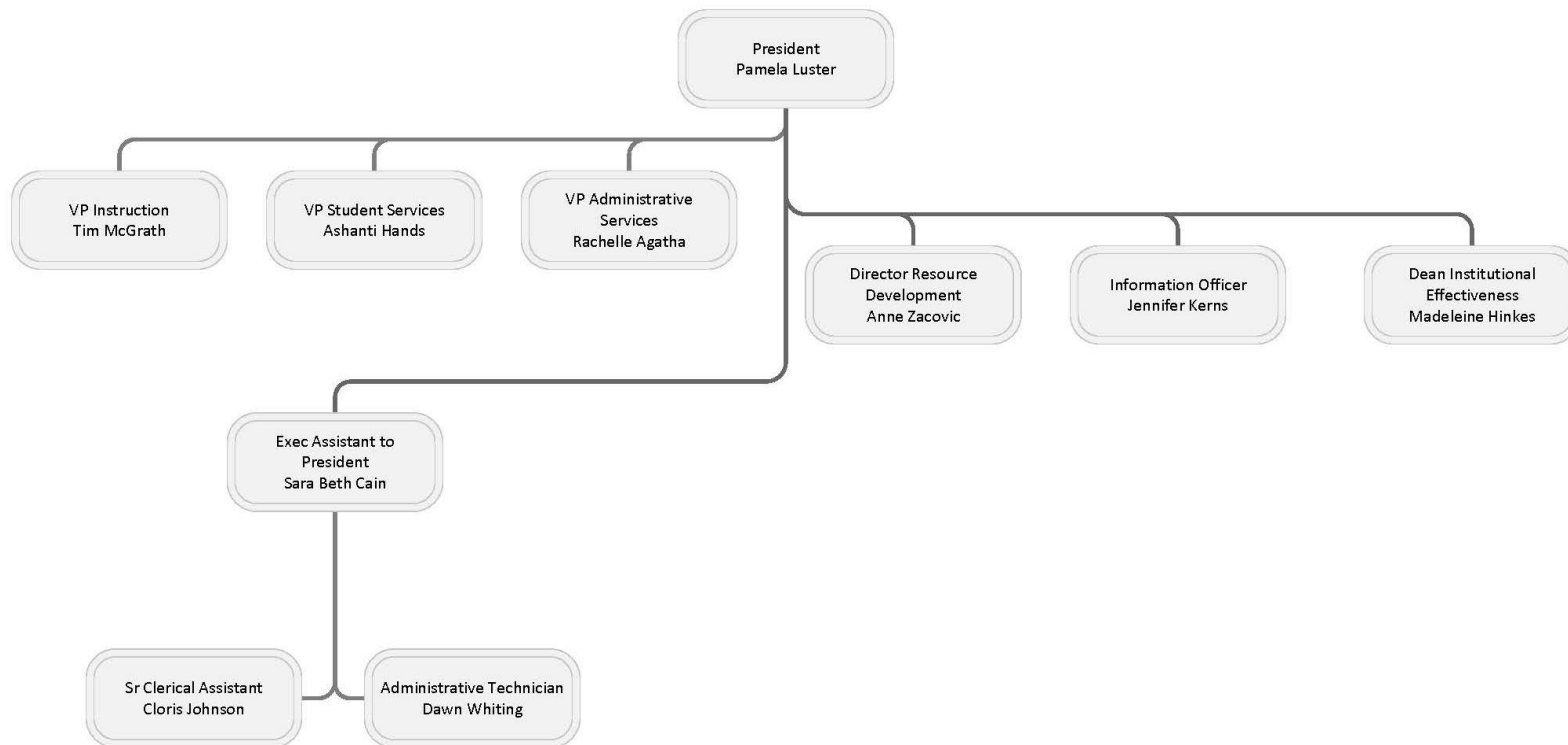 President
Pamela Luster
VP Instruction
Tim McGrath
VP Student Services
Ashanti Hands
VP Administrative
Services
Rachelle Agatha
Director Resource
Development
Anne Zacovic
Information Officer
Jennifer Kerns
Dean Institutional
Effectiveness
Madeleine Hinkes
Exec Assistant to
President
Sara Beth Cain
Sr Clerical Assistant
Cloris Johnson
Administrative Technician
Dawn Whiting